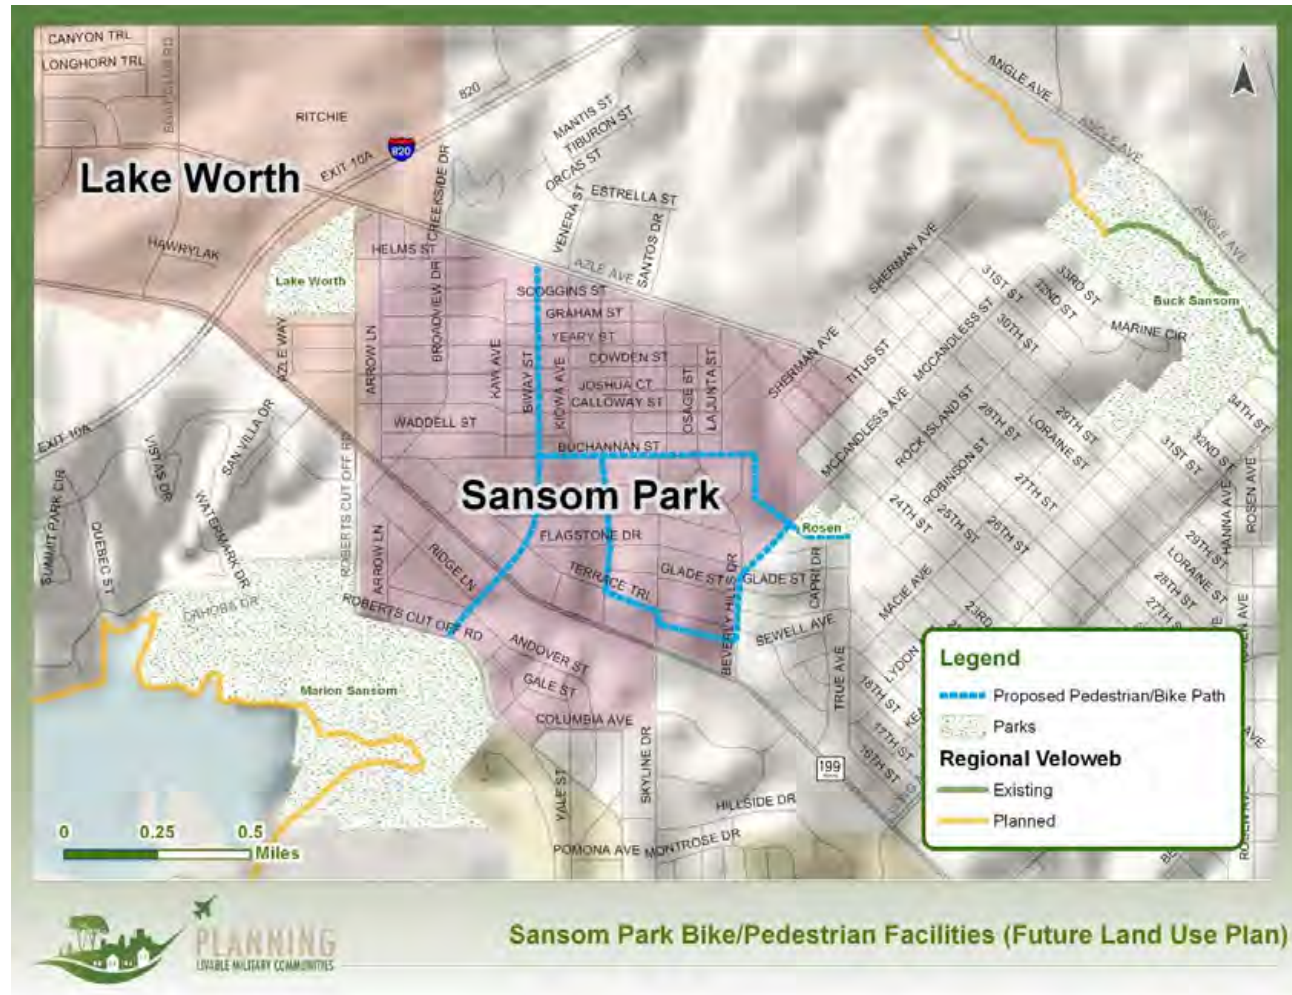 CANYON TRL
LONGHORN TRL
RITCHIE
820
MANTIS ST
TIBURON ST
ORCAS ST
ANGLE AVE
ANGLE AVE
ANGLE AVE
ANGLE AVE
EXIT 10A
820
Lake Worth
CREEKSIDE DR
ESTRELLA ST
VENERA ST
SANTOS DR
HAWRYLAK
HELMS ST
AZLE AVE
SHERMAN AVE
Lake Worth
SCOGGINS ST
31ST ST
32ND ST
33RD ST
Buck Sansom
BROADVIEW DR
GRAHAM ST
30TH ST
MARINE CIR
AZLE WAY
ARROW LN
KAW AVE
BIWAY ST
KIOWA AVE
YEARY ST
COWDEN ST
JOSHUA CT
CALLOWAY ST
OSAGE ST
LAJUNTA ST
SHERMAN AVE
TITUS ST
MCCANDLESS ST
WADDELL ST
BUCHANNAN ST
MCCANDLESS AVE
ROCK ISLAND ST
28TH ST
29TH ST
LORAINE ST
34TH ST
32ND ST
31ST ST
EXIT 10A
SAN VILLA DR
VISTAS DR
WATERMARK DR
SUMMIT PARK CIR
QUEBEC ST
ROBERTS CUT OFF RD
Sansom Park
ROBINSON ST
27TH ST
24TH ST
25TH ST
26TH ST
HANNA AVE
ROSEN AVE
Rosen
FLAGSTONE DR
ARROW LN
RIDGE LN
TERRACE TRL
GLADE ST
GLADE ST
BEVERLY HILLS DR
CAPRI DR
MACIE AVE
29TH ST
LORAINE ST
28TH ST
27TH ST
CAHOBS DR
ROBERTS CUT OFF RD
SEWELL AVE
23RD
ANDOVER ST
GALE ST
COLUMBIA AVE
Marion Sansom
TRUE AVE
LYDON
18TH ST
17TH ST
16TH ST
199
YALE ST
SKYLINE DR
HILLSIDE DR
POMONA AVE
MONTROSE DR
ROSEN AVE
Legend
Proposed Pedestrian/Bike Path
Parks
Regional Veloweb
Existing
Planned
0 0.25 0.5
Miles
PLANNING
LIVABLE MILITARY COMMUNITIES
Sansom Park Bike/Pedestrian Facilities (Future Land Use Plan)